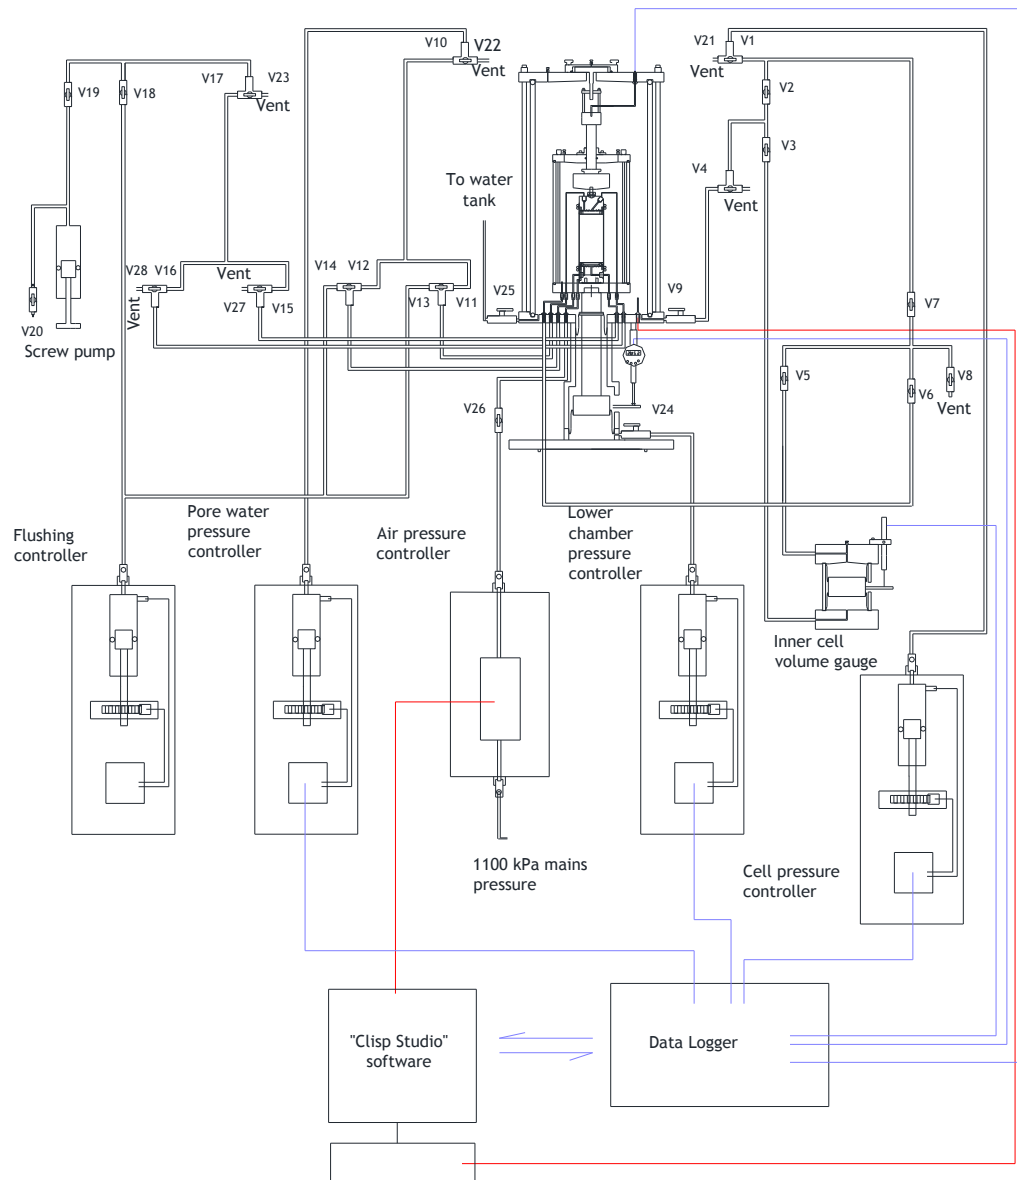 V10
V22
Vent
V21
V1
Vent
V17
V23
Vent
V19
V18
V2
V3
V4
Vent
To water
tank
V28
V16
Vent
V27
V15
Vent
V14
V12
V13
V11
V25
V9
V20
Screw pump
V7
V5
V6
V8
Vent
V26
V24
Flushing
controller
Pore water
pressure
controller
Air pressure
controller
Lower
chamber
pressure
controller
Inner cell
volume gauge
1100 kPa mains
pressure
Cell pressure
controller
"Clisp Studio"
software
Data Logger